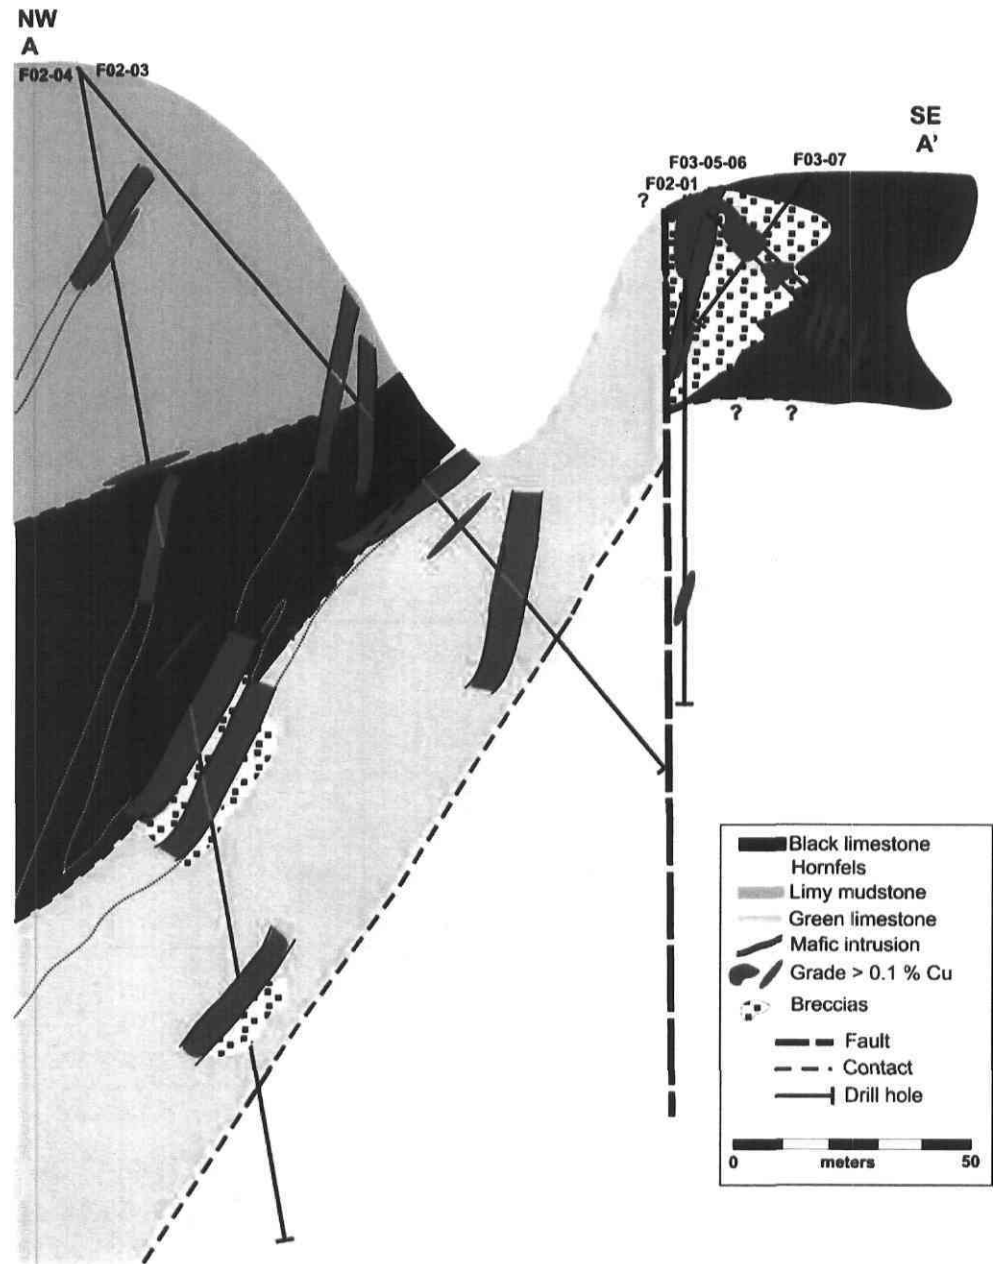 NW
A
F02-04 F02-03
SE
A'
F03-05-06 F03-07
F02-01
?
? ?
Black limestone
Hornfels
Limy mudstone
Green limestone
Mafic intrusion
Grade > 0.1 % Cu
Breccias
Fault
Contact
Drill hole
0 meters 50